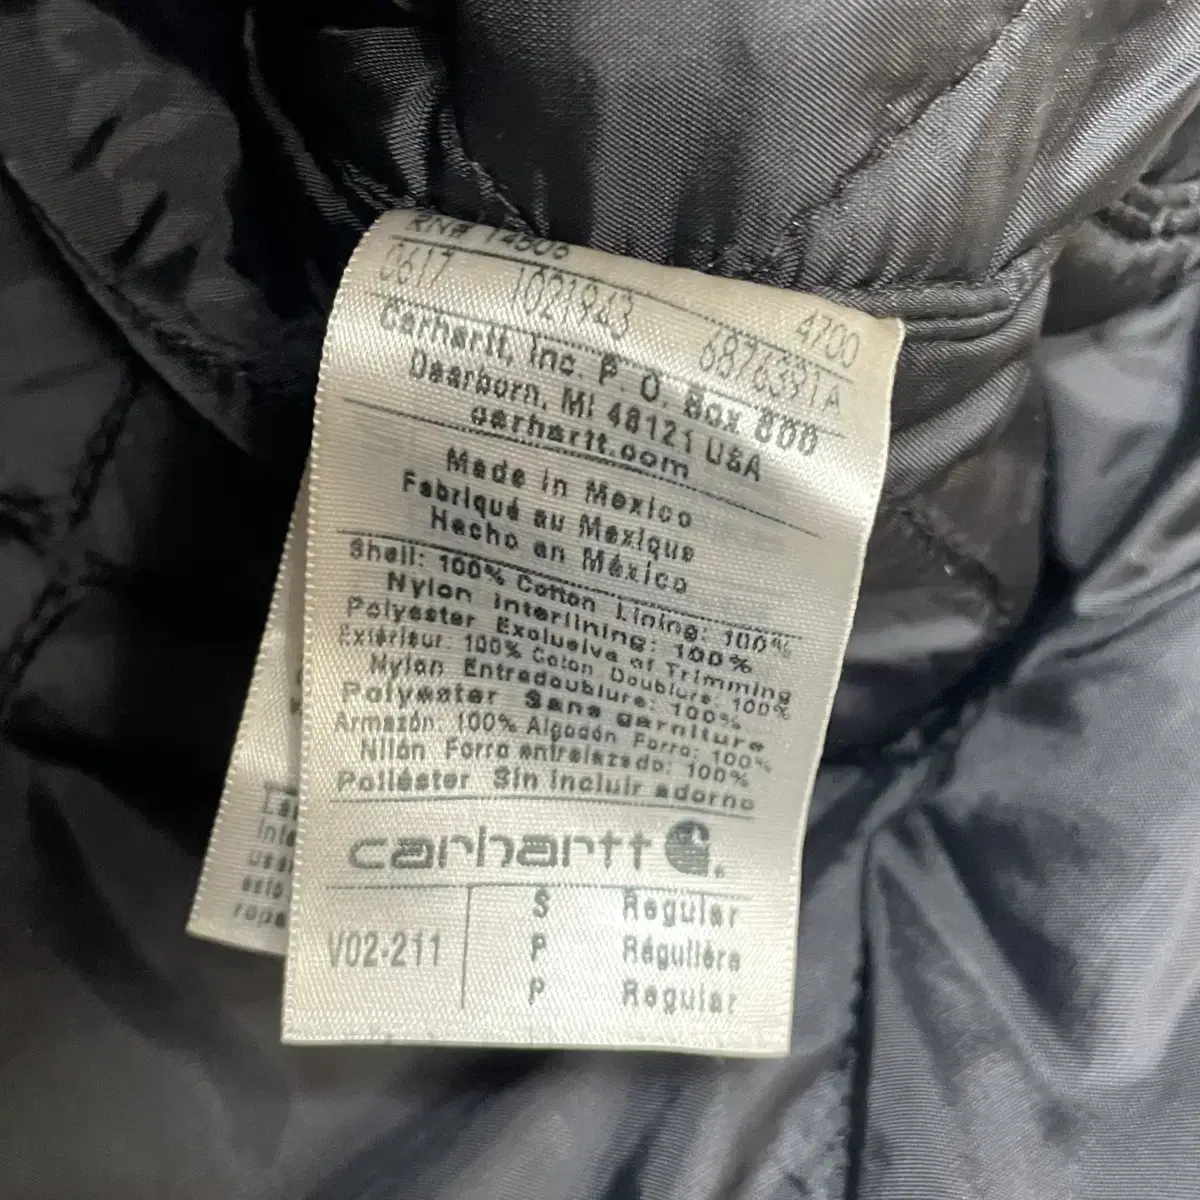 RN# 14806
0617 1021943 4700
6876391A
Carhartt, Inc. P. O. Box 600
Dearborn, MI 48121 USA
carhartt.com
Made in Mexico
Fabriqué au Mexique
Hecho en México
Shell: 100% Cotton Lining: 100%
Nylon Interlining: 100%
Polyester Exclusive of Trimming
Extérieur: 100% Coton Doublure: 100%
Nylon Entredoublure: 100%
Polyester Sans garniture
Armazón: 100% Algodón Forro: 100%
Nilón Forro entrelazado: 100%
Poliéster Sin incluir adorno
carhartt
S Regular
V02-211 P Régulière
P Regular